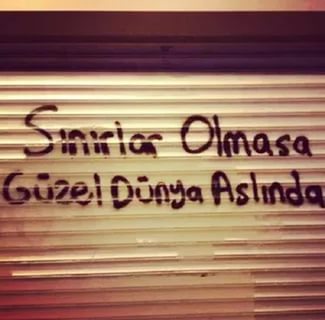 Sınırlar Olmasa
Güzel Dünya Aslında